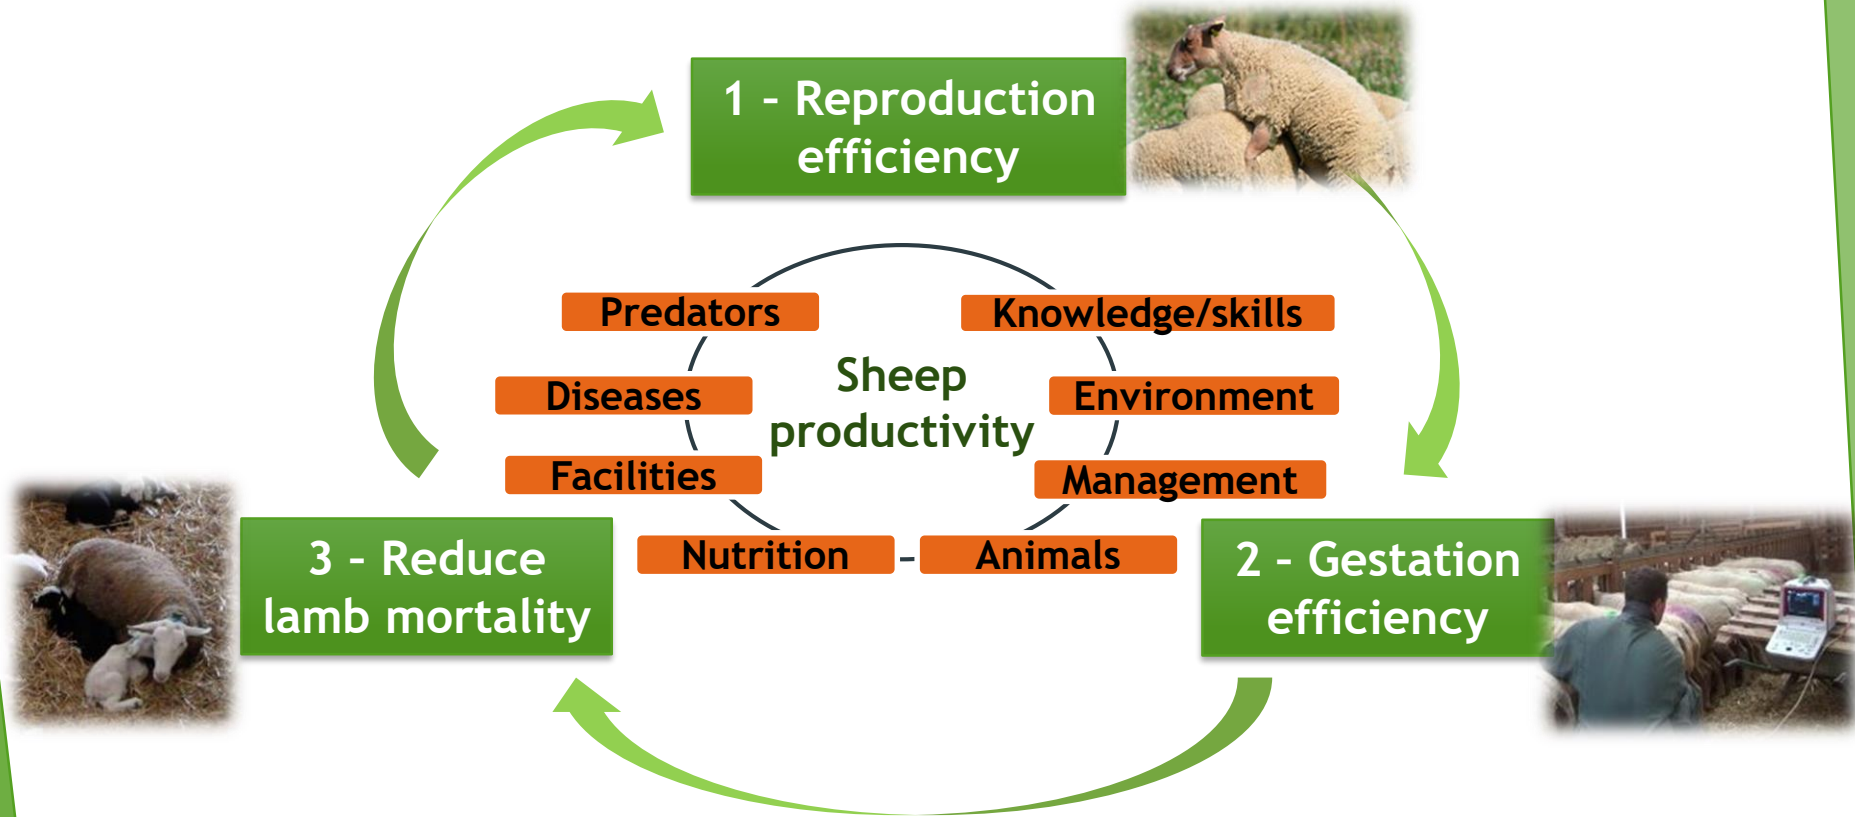 1 – Reproduction
efficiency
Predators
Knowledge/skills
Sheep
productivity
Diseases
Environment
Facilities
Management
Nutrition
Animals
3 – Reduce
lamb mortality
2 – Gestation
efficiency